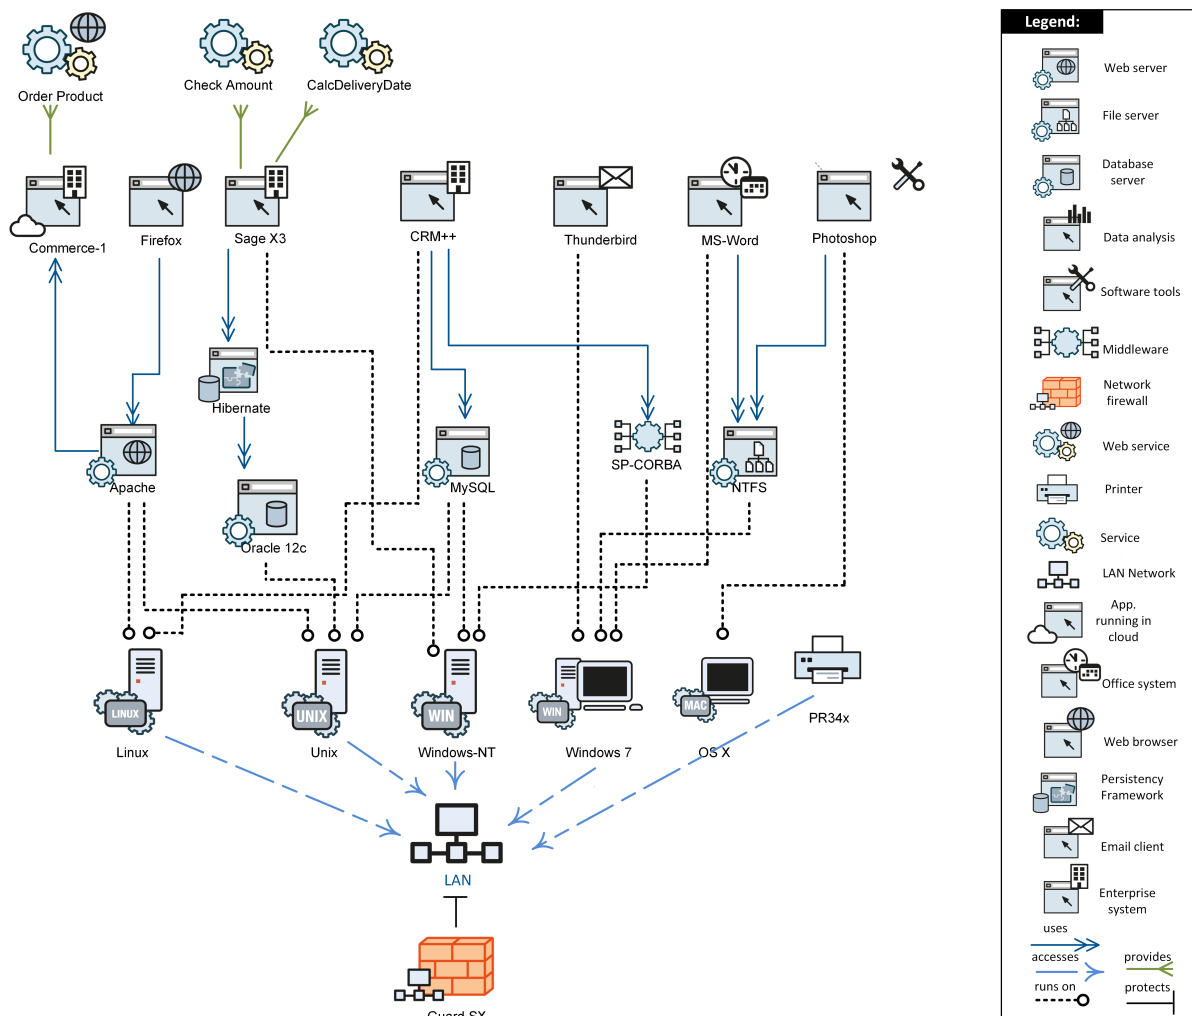 Order Product
Check Amount
CalcDeliveryDate
Commerce-1
Firefox
Sage X3
CRM++
Thunderbird
MS-Word
Photoshop
Hibernate
Apache
MySQL
SP-CORBA
NTFS
Oracle 12c
LINUX
UNIX
WIN
WIN
MAC
Linux
Unix
Windows-NT
Windows 7
OS X
PR34x
LAN
Guard SX
Legend:
Web server
File server
Database
server
Data analysis
Software tools
Middleware
Network
firewall
Web service
Printer
Service
LAN Network
App.
running in
cloud
Office system
Web browser
Persistency
Framework
Email client
Enterprise
system
uses
accesses
provides
runs on
protects